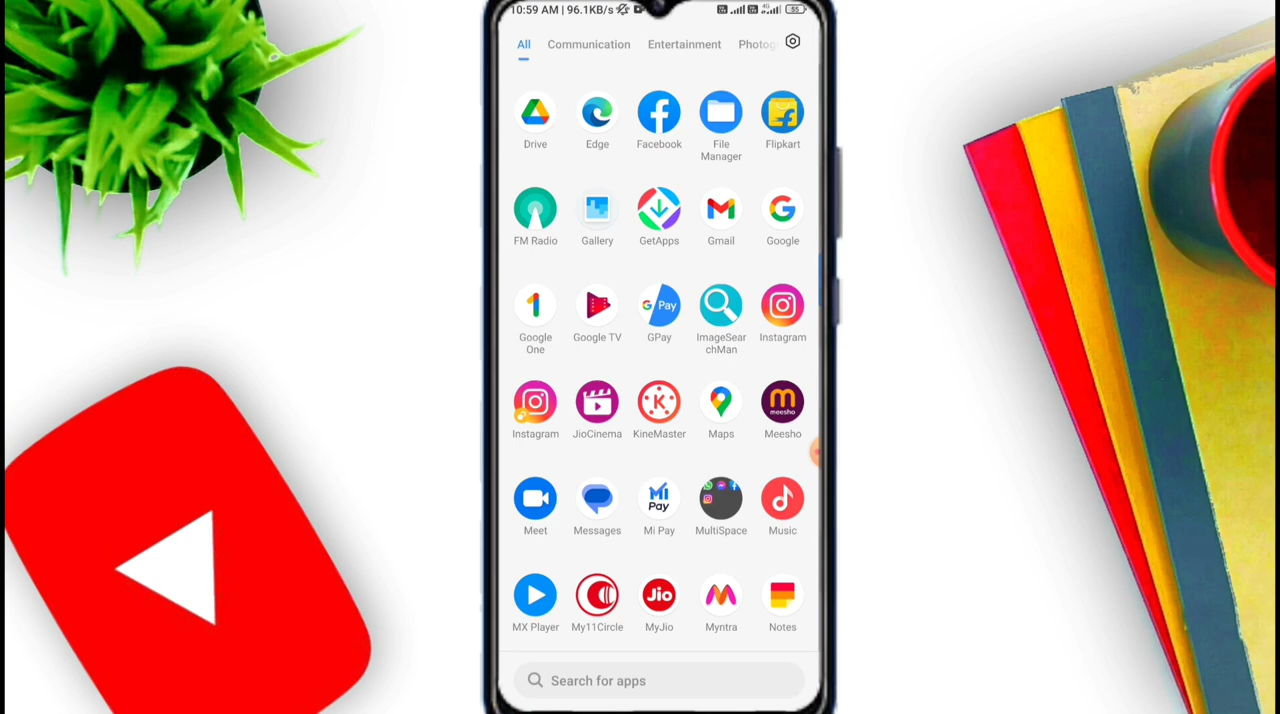 10:59 AM | 96.1KB/s
All Communication Entertainment Photog
Drive Edge Facebook File Manager Flipkart
FM Radio Gallery GetApps Gmail Google
Google One Google TV GPay ImageSear chMan Instagram
Instagram JioCinema KineMaster Maps Meesho
Meet Messages Mi Pay MultiSpace Music
MX Player My11Circle MyJio Myntra Notes
Search for apps